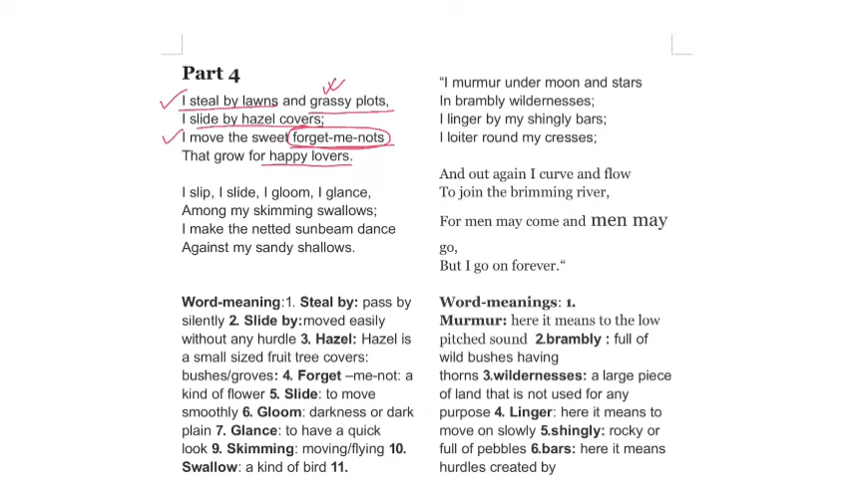 Part 4
I steal by lawns and grassy plots,
I slide by hazel covers;
I move the sweet forget-me-nots
That grow for happy lovers.
I slip, I slide, I gloom, I glance,
Among my skimming swallows;
I make the netted sunbeam dance
Against my sandy shallows.
Word-meaning:1. Steal by: pass by
silently 2. Slide by:moved easily
without any hurdle 3. Hazel: Hazel is
a small sized fruit tree covers:
bushes/groves: 4. Forget –me-not: a
kind of flower 5. Slide: to move
smoothly 6. Gloom: darkness or dark
plain 7. Glance: to have a quick
look 9. Skimming: moving/flying 10.
Swallow: a kind of bird 11.
“I murmur under moon and stars
In brambly wildernesses;
I linger by my shingly bars;
I loiter round my cresses;
And out again I curve and flow
To join the brimming river,
For men may come and men may
go,
But I go on forever.“
Word-meanings: 1.
Murmur: here it means to the low
pitched sound 2.brambly : full of
wild bushes having
thorns 3.wildernesses: a large piece
of land that is not used for any
purpose 4. Linger: here it means to
move on slowly 5.shingly: rocky or
full of pebbles 6.bars: here it means
hurdles created by